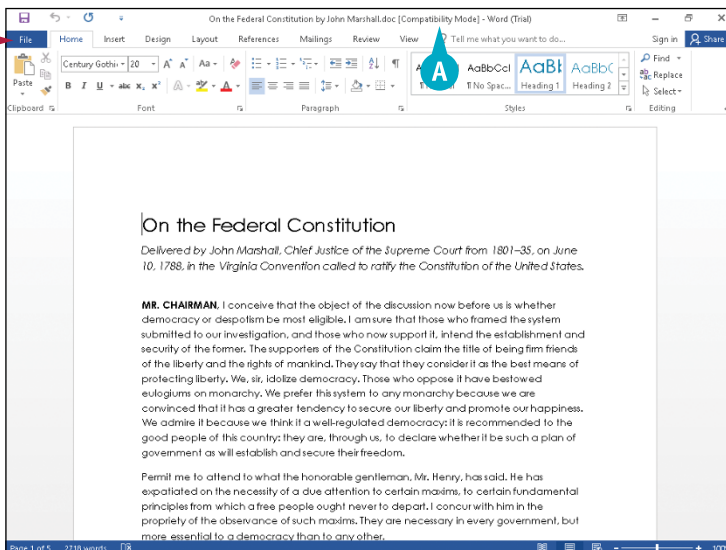 On the Federal Constitution by John Marshall.doc [Compatibility Mode] - Word (Trial)
File Home Insert Design Layout References Mailings Review View Tell me what you want to do... Sign in Share
Century Gothi 20 A A Aa
Find
Replace
Select
Paste
B I U abc x₂ x² A A
A
AaBbCcl AaBb AaBbC
¶ No Spac... Heading 1 Heading 2
Clipboard Font Paragraph Styles Editing
On the Federal Constitution
Delivered by John Marshall, Chief Justice of the Supreme Court from 1801–35, on June
10, 1788, in the Virginia Convention called to ratify the Constitution of the United States.
MR. CHAIRMAN, I conceive that the object of the discussion now before us is whether
democracy or despotism be most eligible. I am sure that those who framed the system
submitted to our investigation, and those who now support it, intend the establishment and
security of the former. The supporters of the Constitution claim the title of being firm friends
of the liberty and the rights of mankind. They say that they consider it as the best means of
protecting liberty. We, sir, idolize democracy. Those who oppose it have bestowed
eulogiums on monarchy. We prefer this system to any monarchy because we are
convinced that it has a greater tendency to secure our liberty and promote our happiness.
We admire it because we think it a well-regulated democracy: it is recommended to the
good people of this country: they are, through us, to declare whether it be such a plan of
government as will establish and secure their freedom.
Permit me to attend to what the honorable gentleman, Mr. Henry, has said. He has
expatiated on the necessity of a due attention to certain maxims, to certain fundamental
principles from which a free people ought never to depart. I concur with him in the
propriety of the observance of such maxims. They are necessary in every government, but
more essential to a democracy than to any other.
Page 1 of 5 2718 words